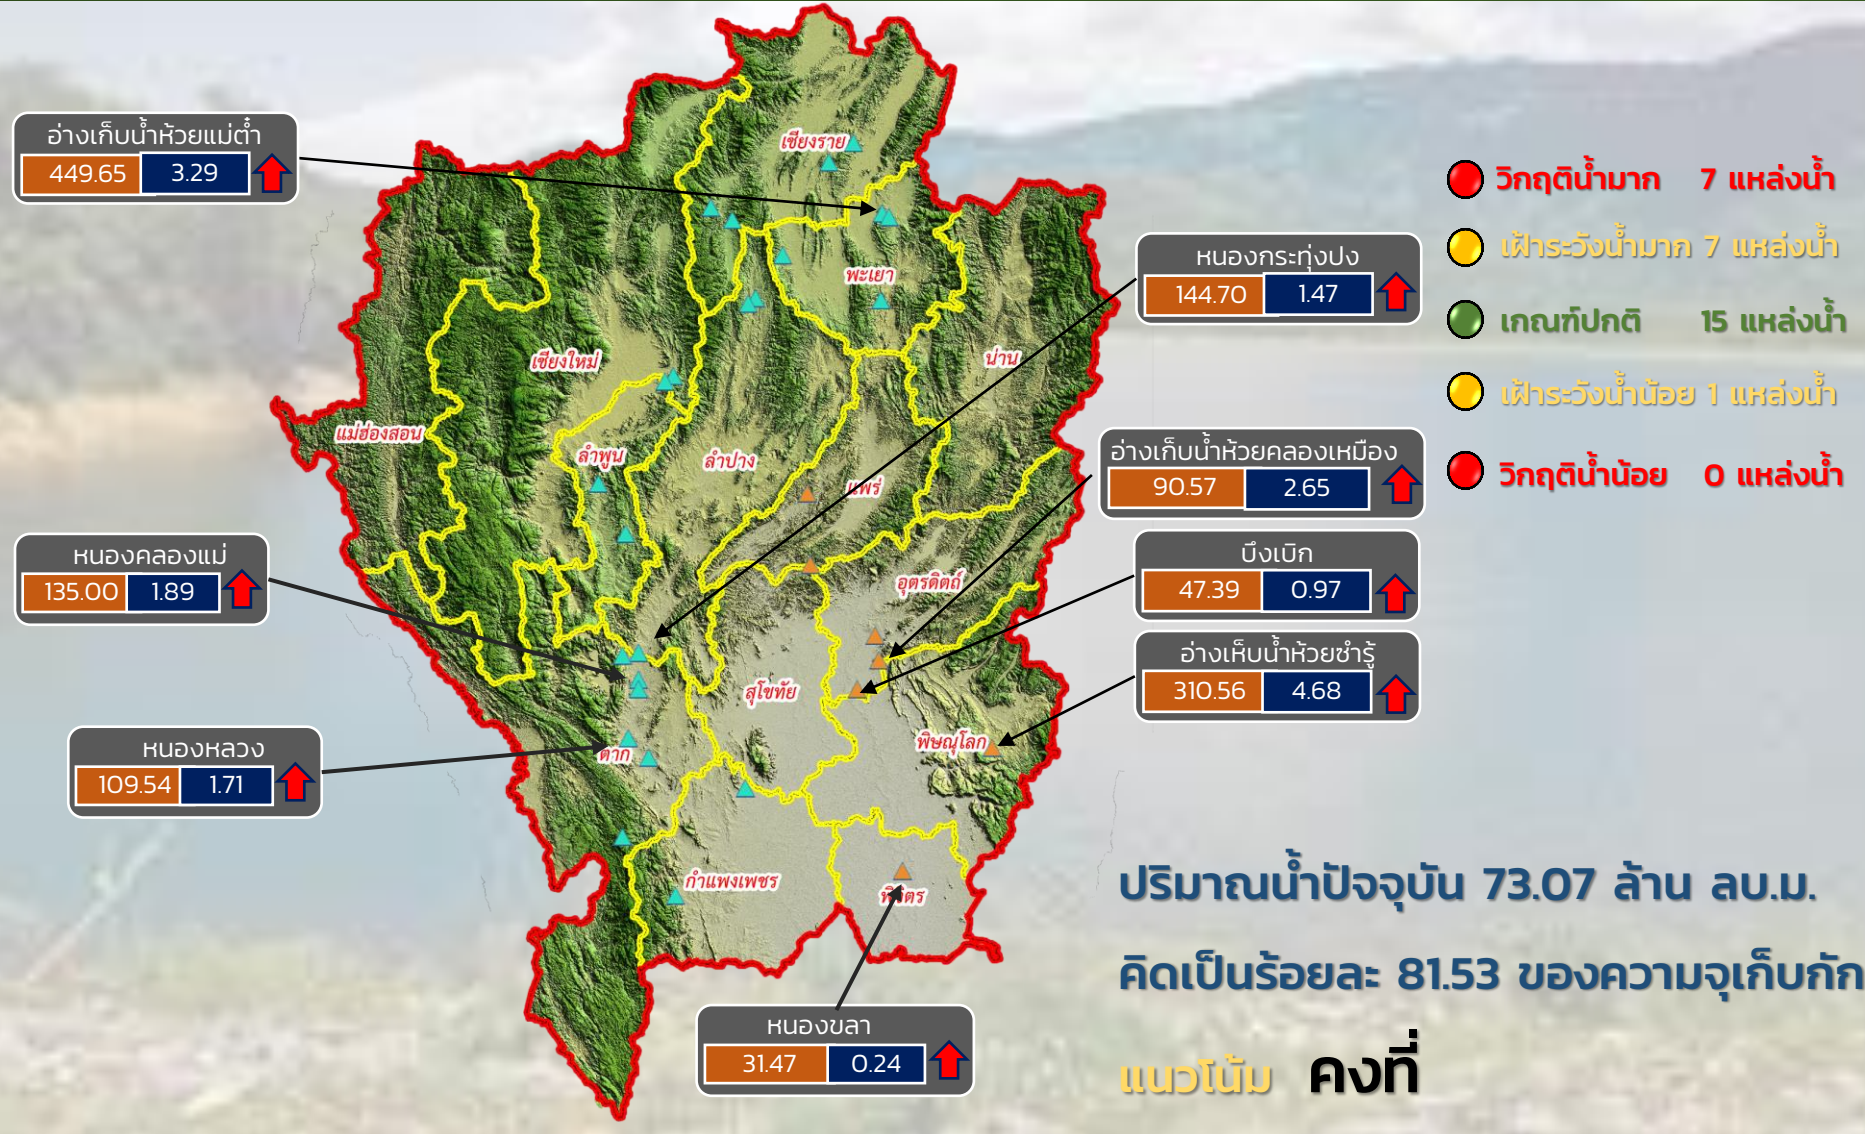 อ่างเก็บน้ำห้วยแม่ต่ำ
449.65 3.29
หนองคลองแม่
135.00 1.89
หนองหลวง
109.54 1.71
เชียงราย
พะเยา
น่าน
เชียงใหม่
แม่ฮ่องสอน
ลำพูน
ลำปาง
แพร่
อุตรดิตถ์
สุโขทัย
ตาก
พิษณุโลก
กำแพงเพชร
หนองขลา
31.47 0.24
หนองกระทุ่งปง
144.70 1.47
อ่างเก็บน้ำห้วยคลองเหมือง
90.57 2.65
บึงเบิก
47.39 0.97
อ่างเห็บน้ำห้วยซำรู้
310.56 4.68
วิกฤติน้ำมาก 7 แหล่งน้ำ
เฝ้าระวังน้ำมาก 7 แหล่งน้ำ
เกณฑ์ปกติ 15 แหล่งน้ำ
เฝ้าระวังน้ำน้อย 1 แหล่งน้ำ
วิกฤติน้ำน้อย 0 แหล่งน้ำ
ปริมาณน้ำปัจจุบัน 73.07 ล้าน ลบ.ม.
คิดเป็นร้อยละ 81.53 ของความจุเก็บกัก
แนวโน้ม คงที่